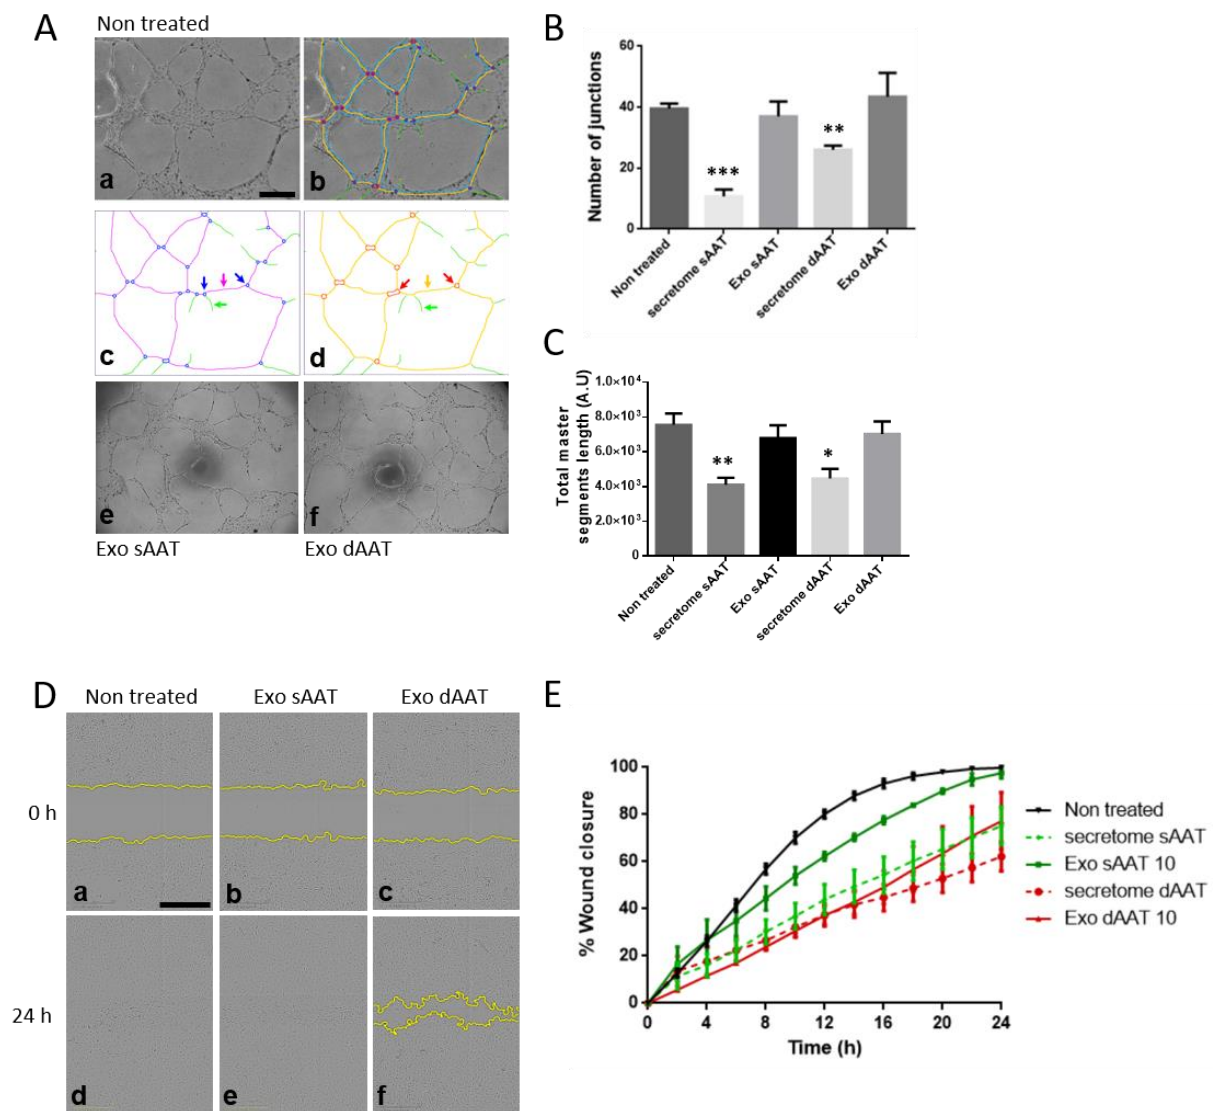 A
Non treated
a
b
c
d
e
f
Exo sAAT
Exo dAAT
B
Number of junctions
60
40
20
0
***
**
Non treated
secretome sAAT
Exo sAAT
secretome dAAT
Exo dAAT
C
Total master
segments length (A.U)
1.0×10⁴
8.0×10³
6.0×10³
4.0×10³
2.0×10³
0
**
*
Non treated
secretome sAAT
Exo sAAT
secretome dAAT
Exo dAAT
D
Non treated
Exo sAAT
Exo dAAT
0 h
a
b
c
24 h
d
e
f
E
% Wound closure
100
80
60
40
20
0
0 4 8 12 16 20 24
Time (h)
Non treated
secretome sAAT
Exo sAAT 10
secretome dAAT
Exo dAAT 10